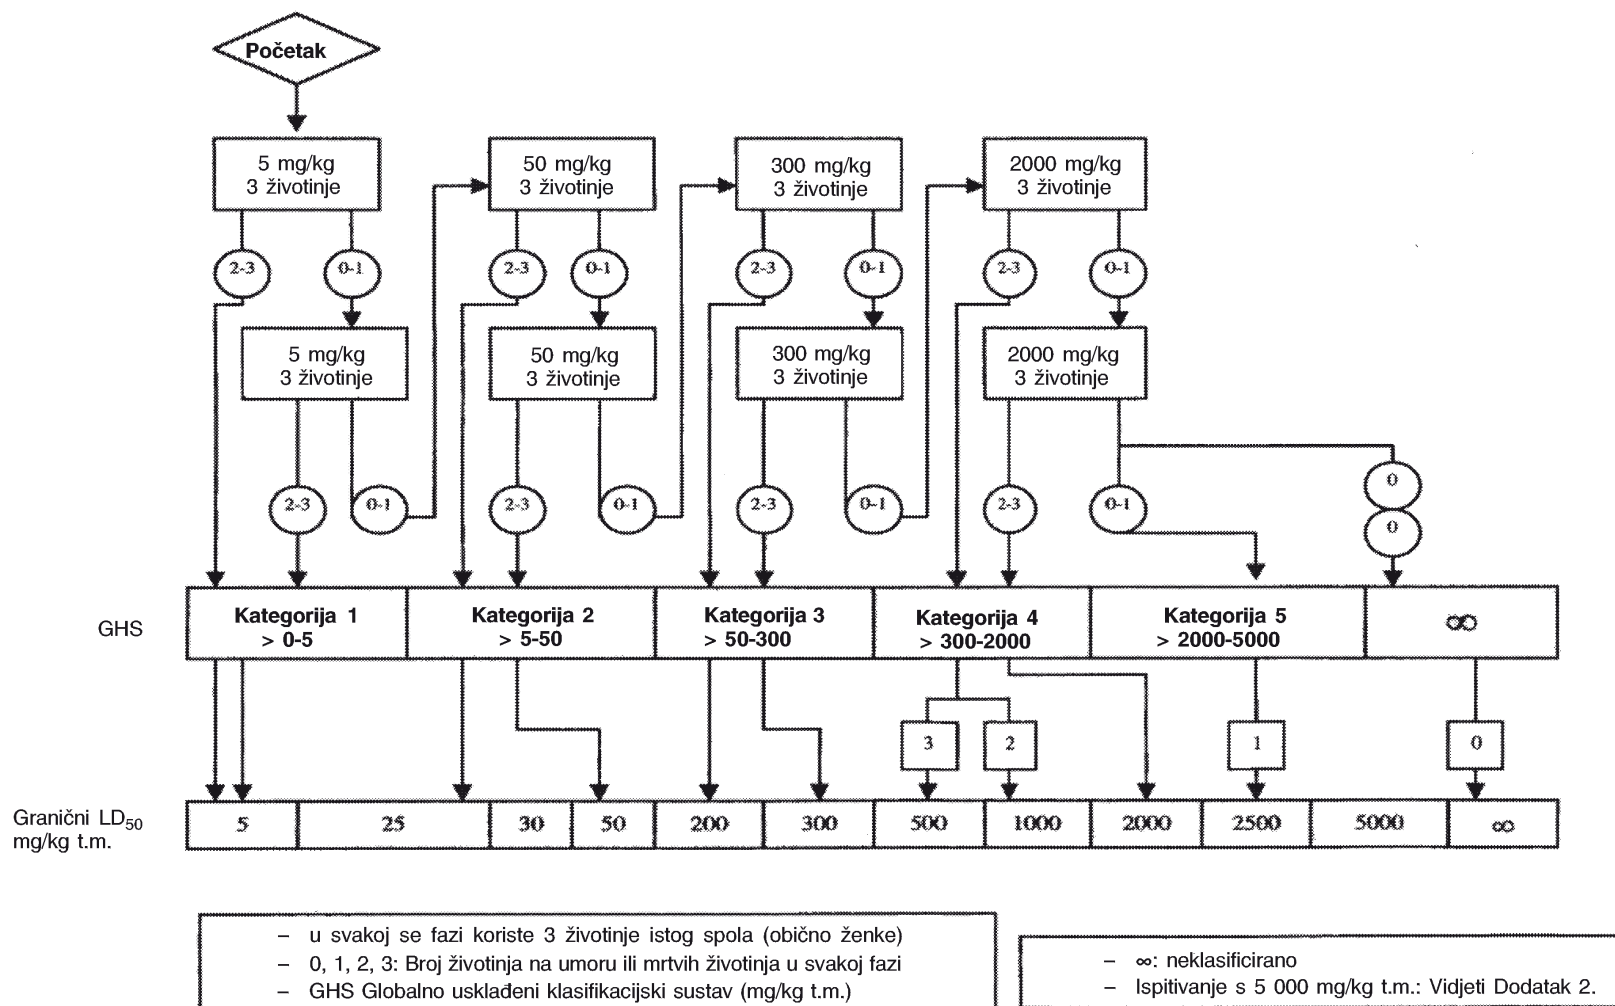 Početak
5 mg/kg
3 životinje
50 mg/kg
3 životinje
300 mg/kg
3 životinje
2000 mg/kg
3 životinje
2-3
0-1
2-3
0-1
2-3
0-1
2-3
0-1
5 mg/kg
3 životinje
50 mg/kg
3 životinje
300 mg/kg
3 životinje
2000 mg/kg
3 životinje
2-3
0-1
2-3
0-1
2-3
0-1
2-3
0-1
0
0
GHS
Kategorija 1
> 0-5
Kategorija 2
> 5-50
Kategorija 3
> 50-300
Kategorija 4
> 300-2000
Kategorija 5
> 2000-5000
∞
3
2
1
0
Granični LD50
mg/kg t.m.
5
25
30
50
200
300
500
1000
2000
2500
5000
∞
– u svakoj se fazi koriste 3 životinje istog spola (obično ženke)
– 0, 1, 2, 3: Broj životinja na umoru ili mrtvih životinja u svakoj fazi
– GHS Globalno usklađeni klasifikacijski sustav (mg/kg t.m.)
– ∞: neklasificirano
– Ispitivanje s 5 000 mg/kg t.m.: Vidjeti Dodatak 2.